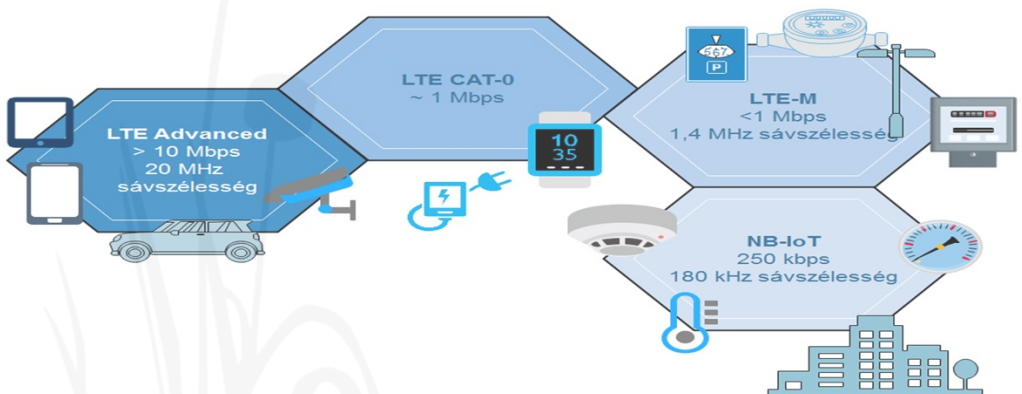 LTE Advanced
> 10 Mbps
20 MHz
sávszélesség
LTE CAT-0
~ 1 Mbps
10
35
567
P
LTE-M
<1 Mbps
1,4 MHz sávszélesség
NB-IoT
250 kbps
180 kHz sávszélesség